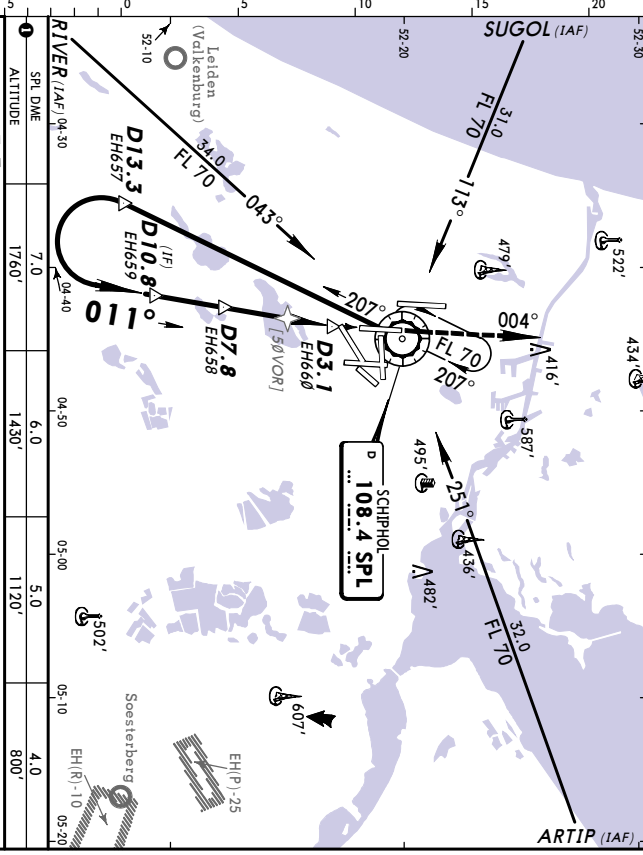 5
0
5
10
15
20
52-10
52-20
52-30
RIVER (IAF)
04-30
SUGOL (IAF)
Leiden
(Valkenburg)
31.0
FL 70
113°
34.0
FL 70
043°
D13.3
EH657
(IF)
D10.8
EH659
04-40
011°
D7.8
EH658
[5ØVOR]
D3.1
EH66Ø
207°
004°
FL 70
207°
479'
522'
416'
434'
587'
495'
436'
482'
502'
607'
04-50
05-00
05-10
05-20
SCHIPHOL
D
108.4 SPL
251°
32.0
FL 70
ARTIP (IAF)
Soesterberg
EH(R)-10
EH(P)-25
1
SPL DME 7.0 6.0 5.0 4.0
ALTITUDE 1760' 1430' 1120' 800'